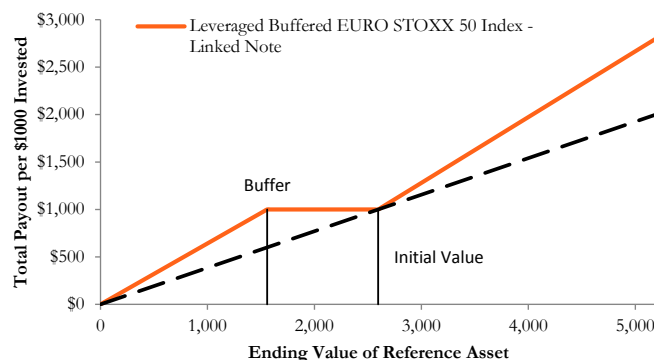 Leveraged Buffered EURO STOXX 50 Index -
Linked Note
Total Payout per $1000 Invested
$3,000
$2,500
$2,000
$1,500
$1,000
$500
$0
Buffer
Initial Value
0
1,000
2,000
3,000
4,000
5,000
Ending Value of Reference Asset